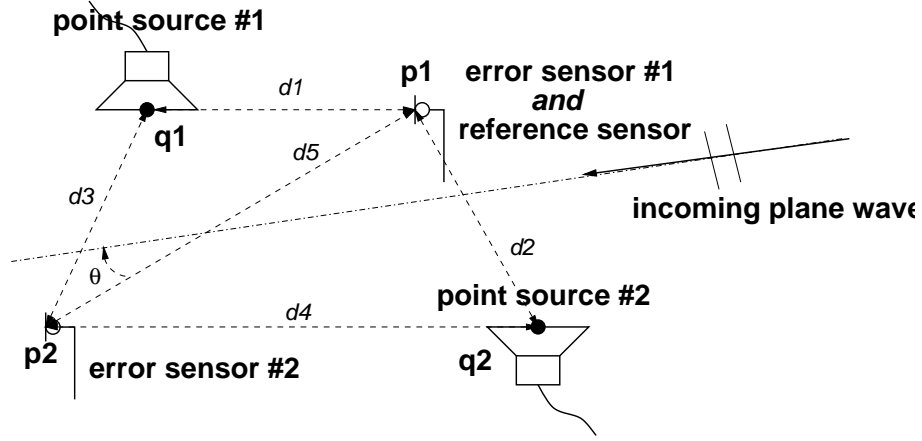 point source #1
p1
error sensor #1
and
reference sensor
d1
q1
d5
d3
incoming plane wave
d2
θ
point source #2
d4
p2
q2
error sensor #2